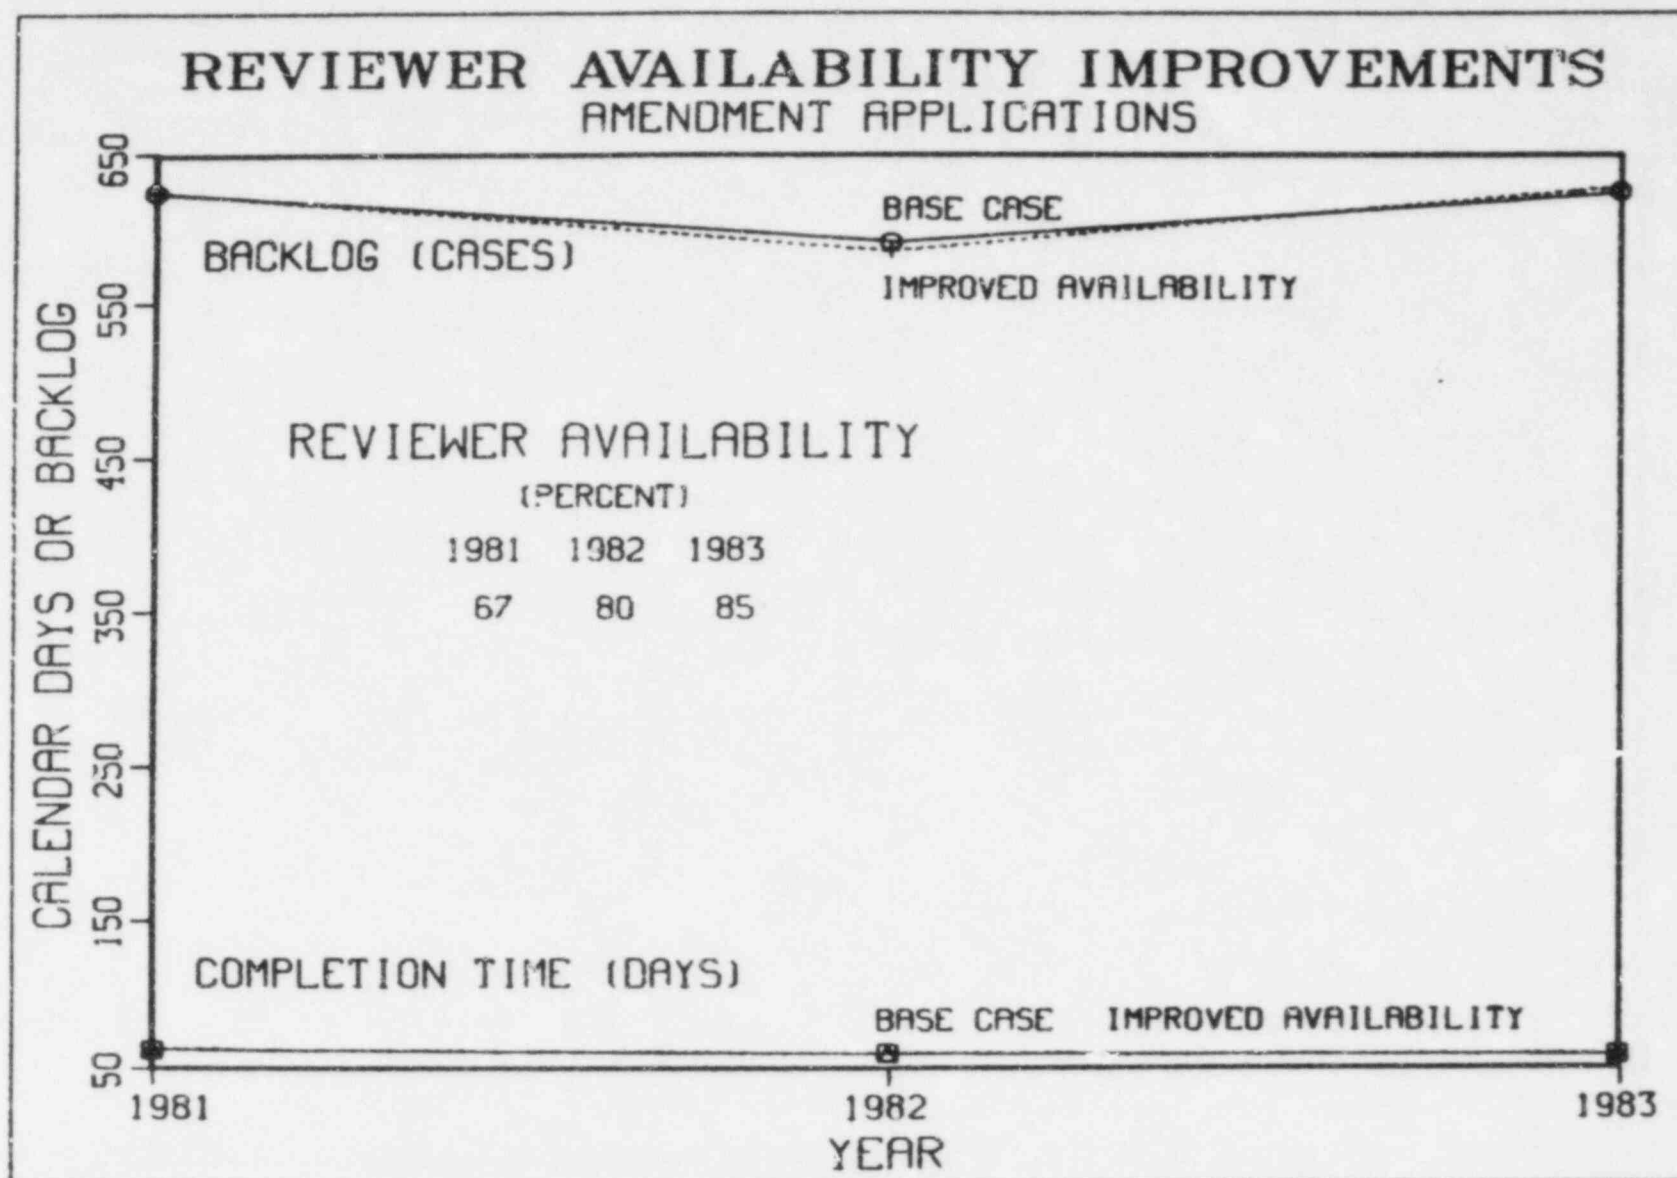 REVIEWER AVAILABILITY IMPROVEMENTS
AMENDMENT APPLICATIONS
CALENDAR DAYS OR BACKLOG
650
550
450
350
250
150
50
BASE CASE
BACKLOG (CASES)
IMPROVED AVAILABILITY
REVIEWER AVAILABILITY
(PERCENT)
1981 1982 1983
67 80 85
COMPLETION TIME (DAYS)
BASE CASE IMPROVED AVAILABILITY
1981 1982 1983
YEAR